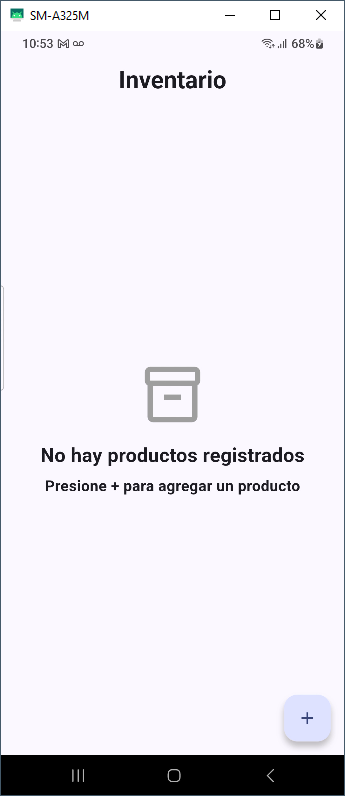 SM-A325M
10:53 68%
Inventario
No hay productos registrados
Presione + para agregar un producto
+